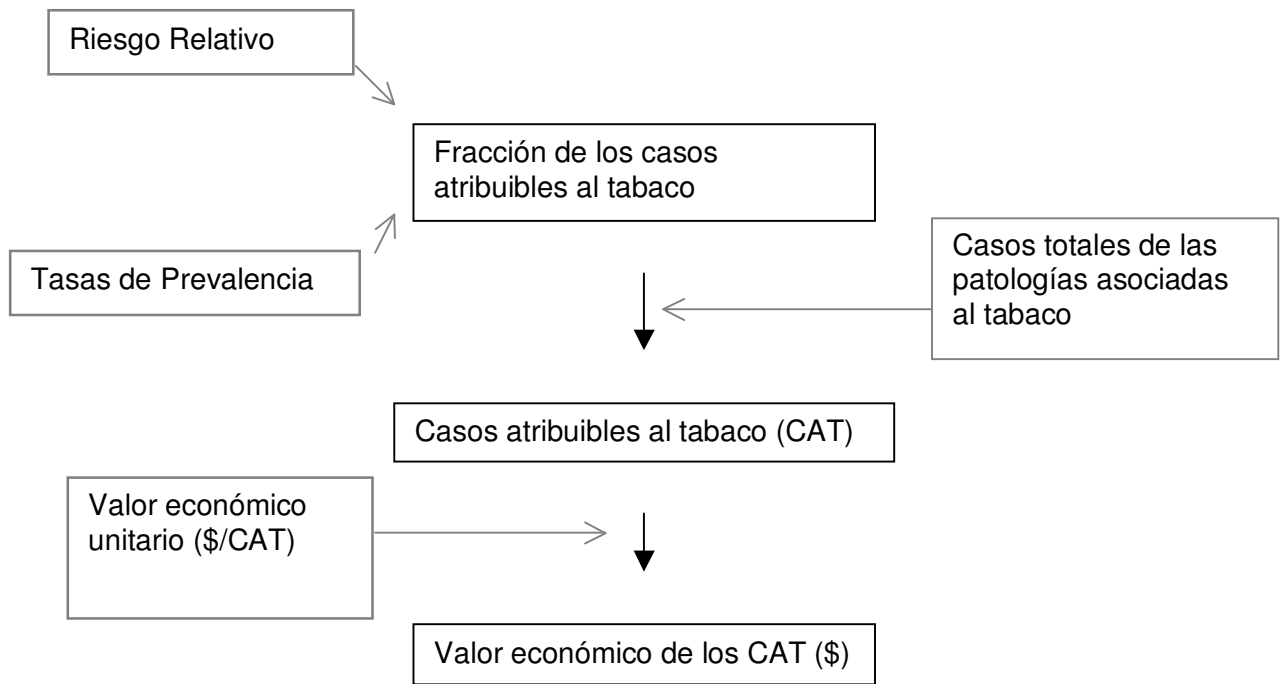 Riesgo Relativo
Fracción de los casos
atribuibles al tabaco
Tasas de Prevalencia
Casos totales de las
patologías asociadas
al tabaco
Casos atribuibles al tabaco (CAT)
Valor económico
unitario ($/CAT)
Valor económico de los CAT ($)